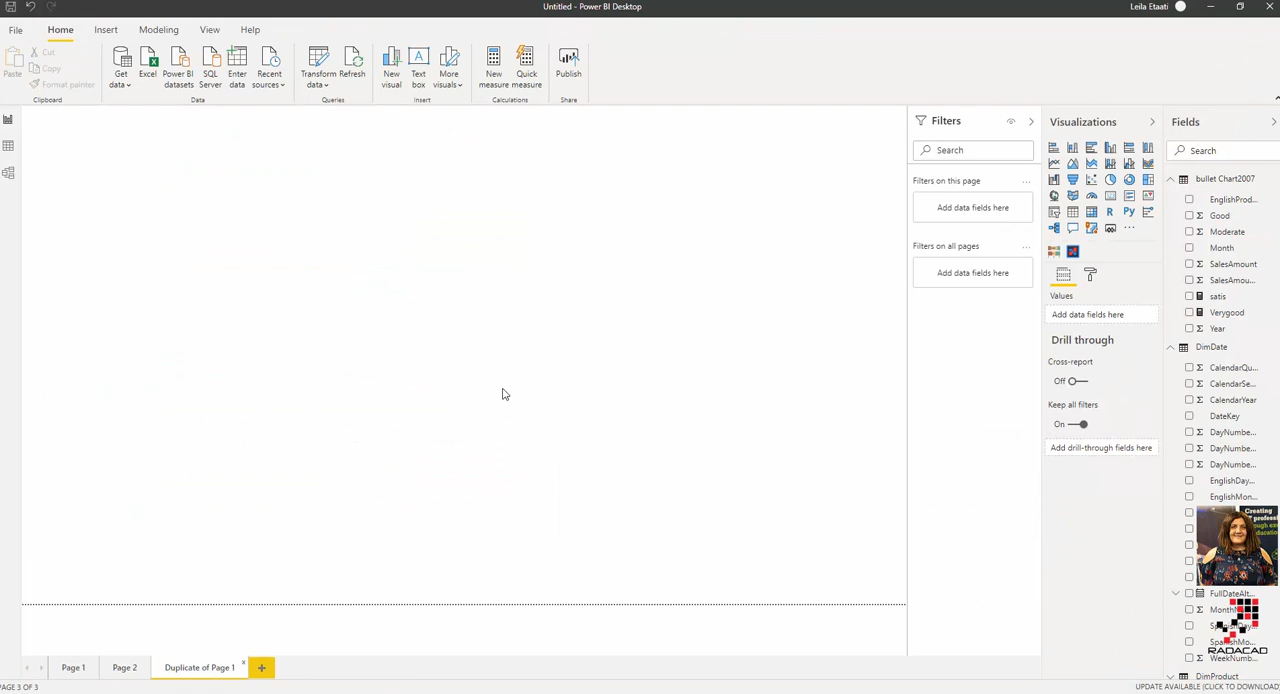 Untitled - Power BI Desktop
Leila Etaati
File Home Insert Modeling View Help
Paste
Cut
Copy
Format painter
Clipboard
Get data
Excel
Power BI datasets
SQL Server
Enter data
Recent sources
Data
Transform data
Refresh
Queries
New visual
Text box
More visuals
Insert
New measure
Quick measure
Calculations
Publish
Share
Filters
Search
Filters on this page
...
Add data fields here
Filters on all pages
...
Add data fields here
Visualizations
R
Py
...
Values
Add data fields here
Drill through
Cross-report
Off
Keep all filters
On
Add drill-through fields here
Fields
Search
bullet Chart2007
EnglishProd...
Σ Good
Σ Moderate
Month
Σ SalesAmount
Σ SalesAmou...
satis
Verygood
Σ Year
DimDate
Σ CalendarQu...
Σ CalendarSe...
Σ CalendarYear
DateKey
Σ DayNumbe...
Σ DayNumbe...
Σ DayNumbe...
EnglishDay...
EnglishMon...
Creating
FullDateAlt...
Σ
RADACAD
Σ WeekNumb...
DimProduct
Page 1
Page 2
Duplicate of Page 1
+
PAGE 3 OF 3
UPDATE AVAILABLE (CLICK TO DOWNLOAD)